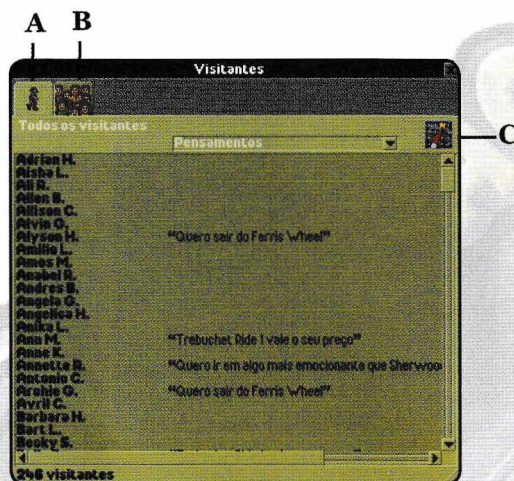 A B
Visitantes
Todos os visitantes
Pensamentos
C
Adrian H.
Aisha L.
Ali R.
Allen B.
Allison C.
Alvin G.
Alyson H. "Quero sair do Ferris Wheel"
Amilio L.
Amos M.
Anabel R.
Andres B.
Angela G.
Angelica H.
Anika L.
Ann M. "Trebuchet Ride 1 vale o seu preço"
Anne K.
Annette R. "Quero ir em algo mais emocionante que Sherwoo
Antonio C.
Archie G. "Quero sair do Ferris Wheel"
Avril C.
Barbara H.
Bart L.
Becky S.
246 visitantes